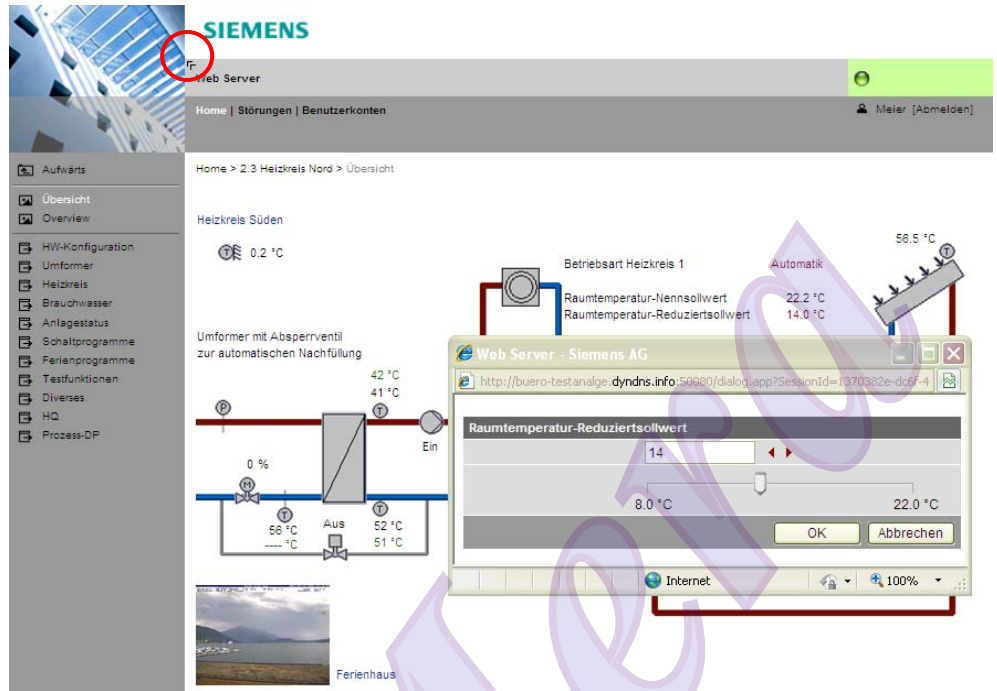 SIEMENS
Web Server
Home | Störungen | Benutzerkonten
Meier [Abmelden]
Aufwärts
Übersicht
Overview
HW-Konfiguration
Umformer
Heizkreis
Brauchwasser
Anlagestatus
Schaltprogramme
Ferienprogramme
Testfunktionen
Diverses
HQ
Prozess-DP
Home > 2.3 Heizkreis Nord > Übersicht
Heizkreis Süden
T
0.2 °C
56.5 °C
T
Betriebsart Heizkreis 1 Automatik
Raumtemperatur-Nennsollwert 22.2 °C
Raumtemperatur-Reduziertsollwert 14.0 °C
Umformer mit Absperrventil
zur automatischen Nachfüllung
42 °C
41 °C
P
T
Ein
0 %
M
T
T
56 °C
---- °C
Aus
52 °C
51 °C
Ferienhaus
Web Server - Siemens AG
http://buero-testanalge.dyndns.info:50080/dialog.app?SessionId=1370382e-dc6f-4
Raumtemperatur-Reduziertsollwert
14
8.0 °C 22.0 °C
OK Abbrechen
Internet 100%